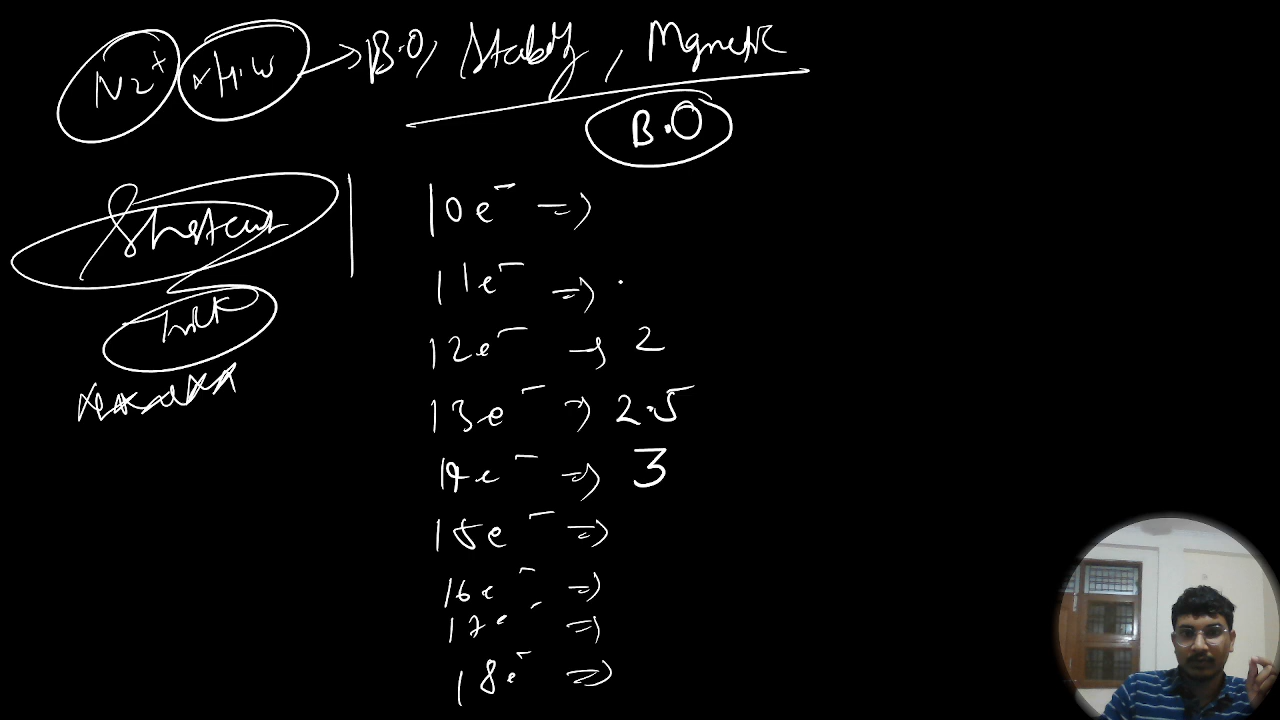 N2+ H.W → B.O, Stability, Magnetic
B.O
Shortcut
Trick
10e⁻ ⇒
11e⁻ ⇒ .
12e⁻ → 2
13e⁻ ⇒ 2.5
14e⁻ ⇒ 3
15e⁻ ⇒
16e⁻ ⇒
17e⁻ ⇒
18e⁻ ⇒